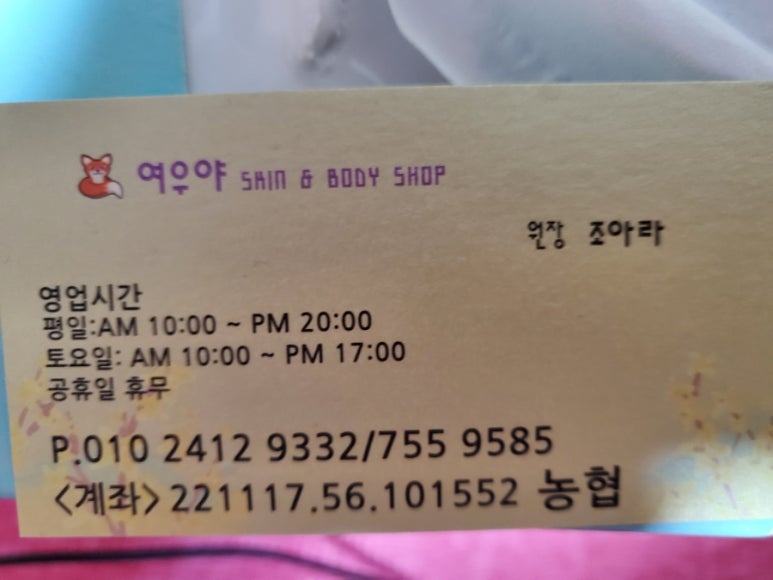 여우야 SKIN & BODY SHOP
원장 조아라
영업시간
평일:AM 10:00 ~ PM 20:00
토요일: AM 10:00 ~ PM 17:00
공휴일 휴무
P.010 2412 9332/755 9585
<계좌> 221117.56.101552 농협